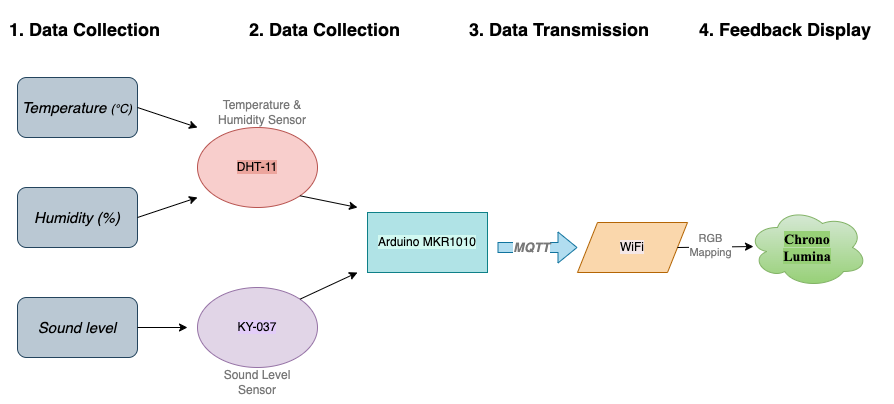 1. Data Collection
2. Data Collection
3. Data Transmission
4. Feedback Display
Temperature (°C)
Humidity (%)
Sound level
Temperature &
Humidity Sensor
DHT-11
KY-037
Sound Level
Sensor
Arduino MKR1010
MQTT
WiFi
RGB
Mapping
Chrono
Lumina